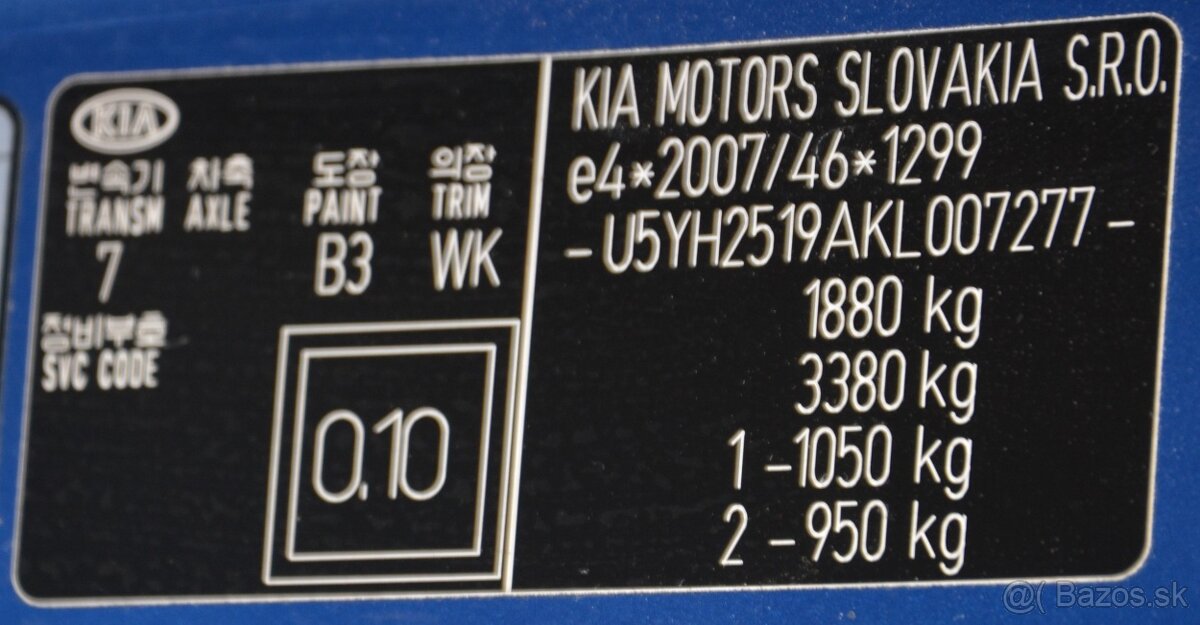 KIA
변속기 차축 도장 의장
TRANSM AXLE PAINT TRIM
7 B3 WK
장비부호
SVC CODE
0.10
KIA MOTORS SLOVAKIA S.R.O.
e4*2007/46*1299
-U5YH2519AKL007277-
1880 kg
3380 kg
1 -1050 kg
2 -950 kg
@( Bazos.sk